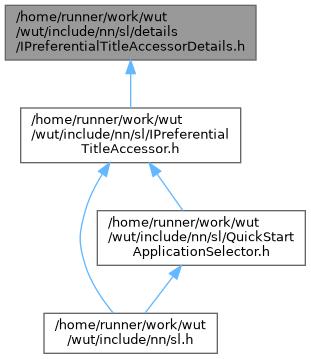 /home/runner/work/wut
/wut/include/nn/sl/details
/IPreferentialTitleAccessorDetails.h
/home/runner/work/wut
/wut/include/nn/sl/IPreferential
TitleAccessor.h
/home/runner/work/wut
/wut/include/nn/sl/QuickStart
ApplicationSelector.h
/home/runner/work/wut
/wut/include/nn/sl.h